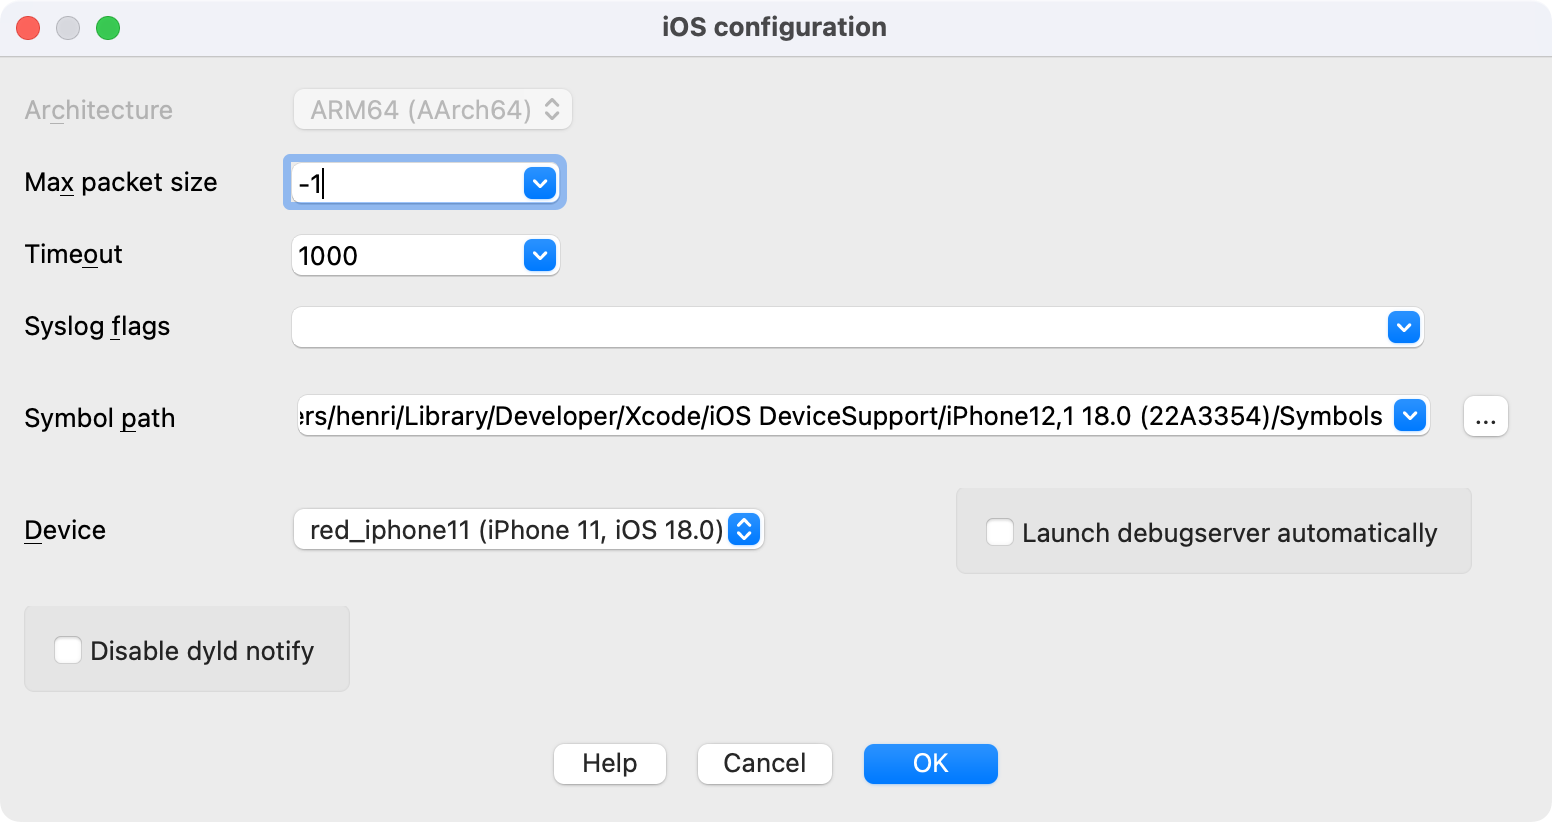 iOS configuration
Architecture ARM64 (AArch64)
Max packet size -1
Timeout 1000
Syslog flags
Symbol path ers/henri/Library/Developer/Xcode/iOS DeviceSupport/iPhone12,1 18.0 (22A3354)/Symbols ...
Device red_iphone11 (iPhone 11, iOS 18.0) Launch debugserver automatically
Disable dyld notify
Help Cancel OK